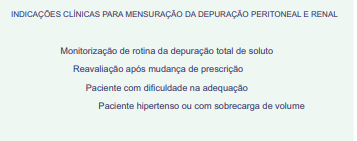 INDICAÇÕES CLÍNICAS PARA MENSURAÇÃO DA DEPURAÇÃO PERITONEAL E RENAL
Monitorização de rotina da depuração total de soluto
Reavaliação após mudança de prescrição
Paciente com dificuldade na adequação
Paciente hipertenso ou com sobrecarga de volume